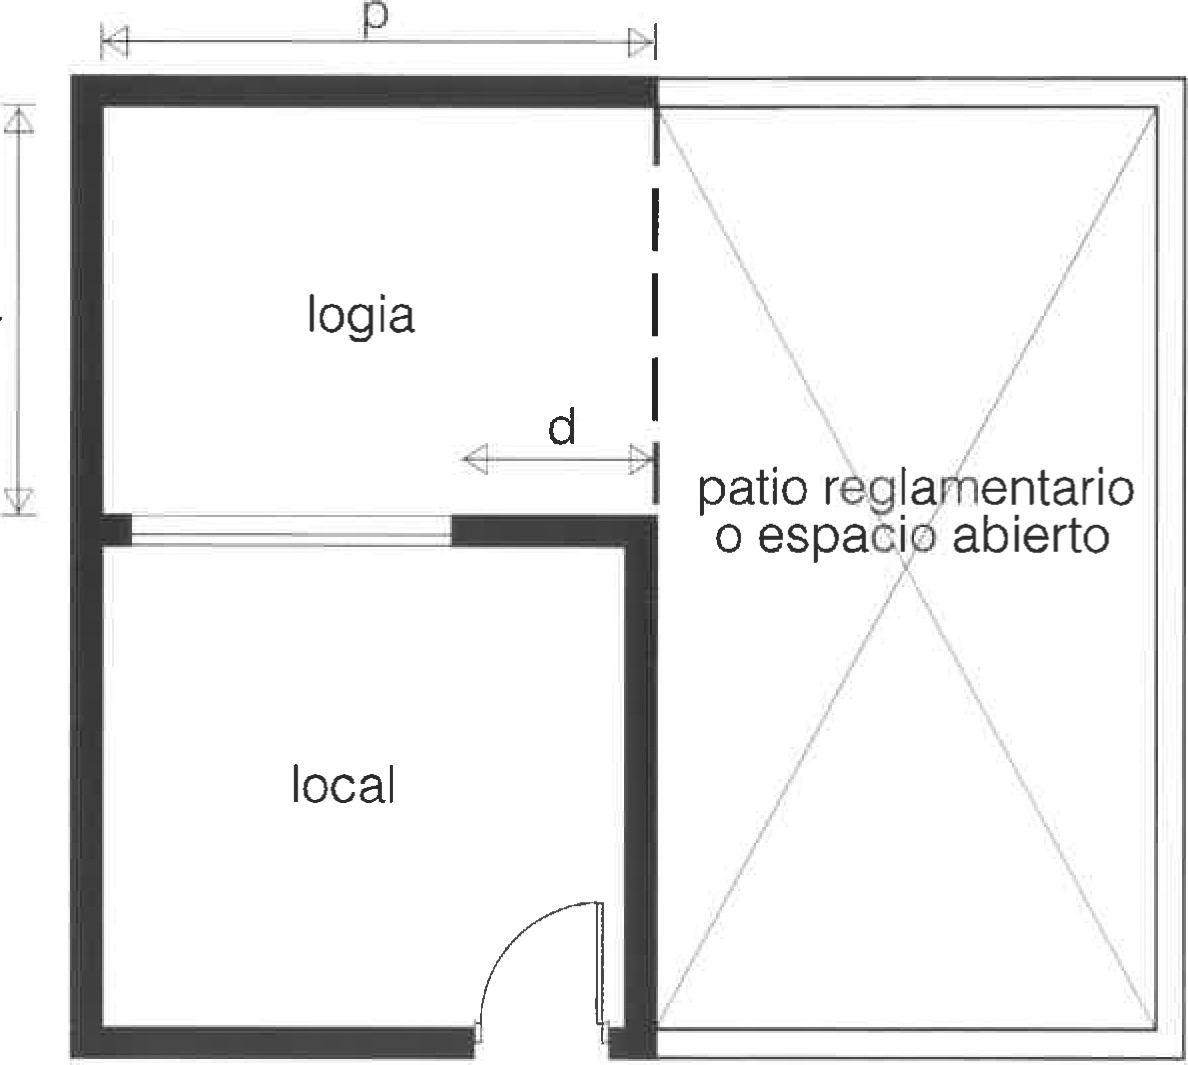 p
logia
d
patio reglamentario
o espacio abierto
local